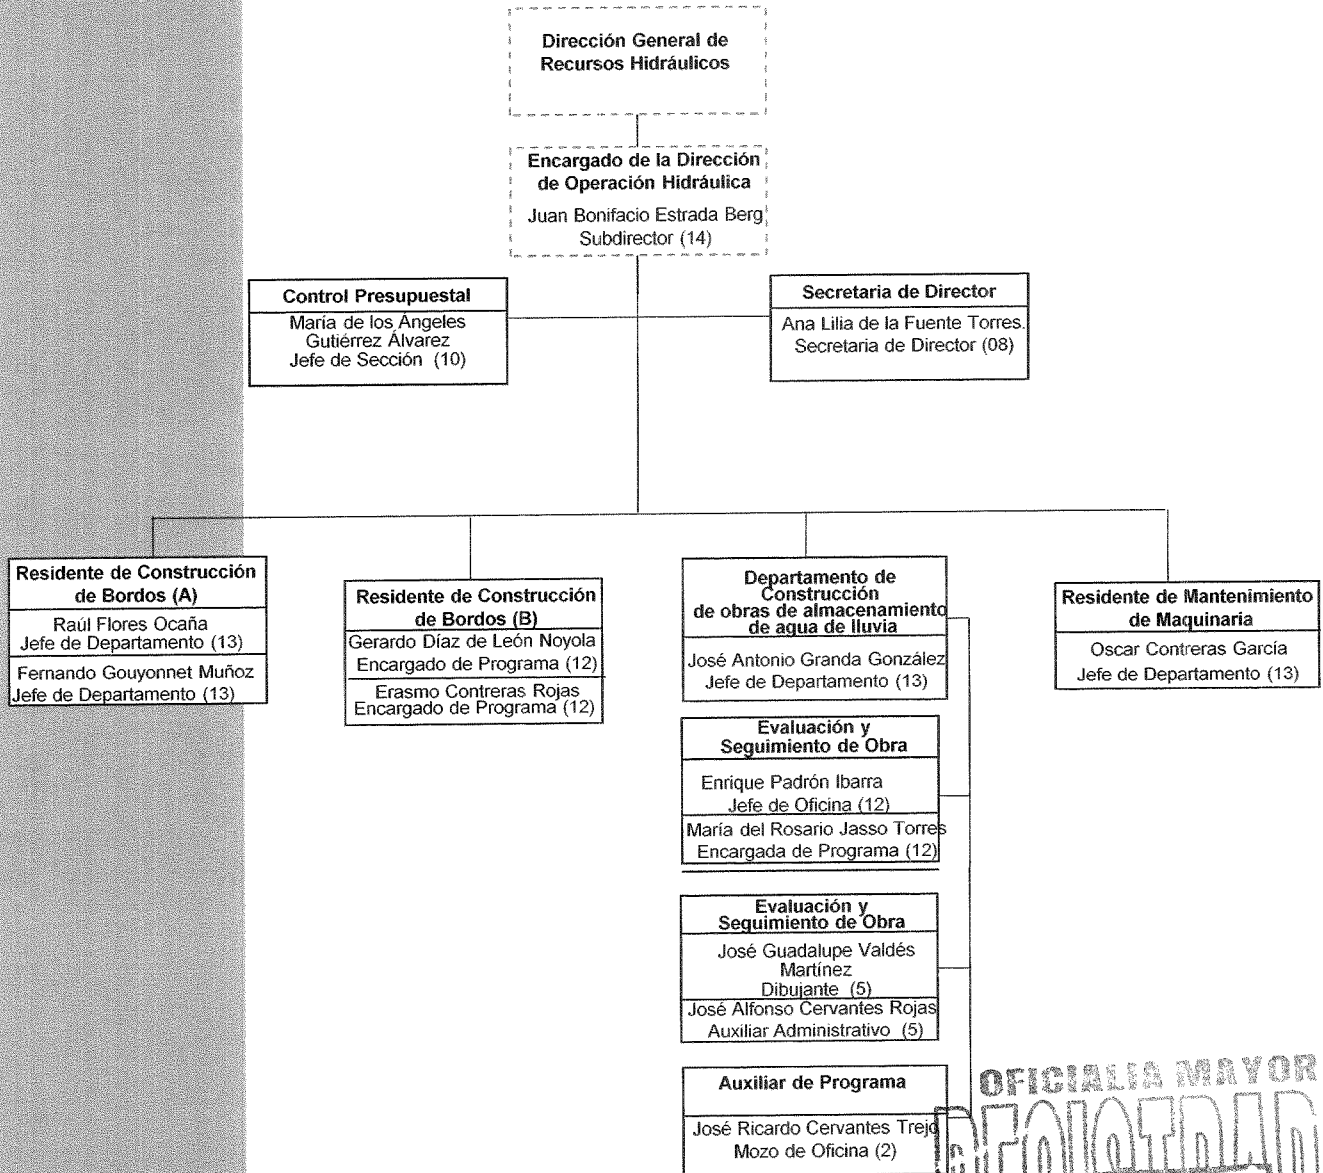 Dirección General de
Recursos Hidráulicos
Encargado de la Dirección
de Operación Hidráulica
Juan Bonifacio Estrada Berg
Subdirector (14)
Control Presupuestal
María de los Ángeles
Gutiérrez Álvarez
Jefe de Sección (10)
Secretaria de Director
Ana Lilia de la Fuente Torres.
Secretaria de Director (08)
Residente de Construcción
de Bordos (A)
Raúl Flores Ocaña
Jefe de Departamento (13)
Fernando Gouyonnet Muñoz
Jefe de Departamento (13)
Residente de Construcción
de Bordos (B)
Gerardo Díaz de León Noyola
Encargado de Programa (12)
Erasmo Contreras Rojas
Encargado de Programa (12)
Departamento de
Construcción
de obras de almacenamiento
de agua de lluvia
José Antonio Granda González
Jefe de Departamento (13)
Evaluación y
Seguimiento de Obra
Enrique Padrón Ibarra
Jefe de Oficina (12)
María del Rosario Jasso Torres
Encargada de Programa (12)
Evaluación y
Seguimiento de Obra
José Guadalupe Valdés
Martínez
Dibujante (5)
José Alfonso Cervantes Rojas
Auxiliar Administrativo (5)
Auxiliar de Programa
José Ricardo Cervantes Trejo
Mozo de Oficina (2)
Residente de Mantenimiento
de Maquinaria
Oscar Contreras García
Jefe de Departamento (13)
OFICIALIA MAYOR